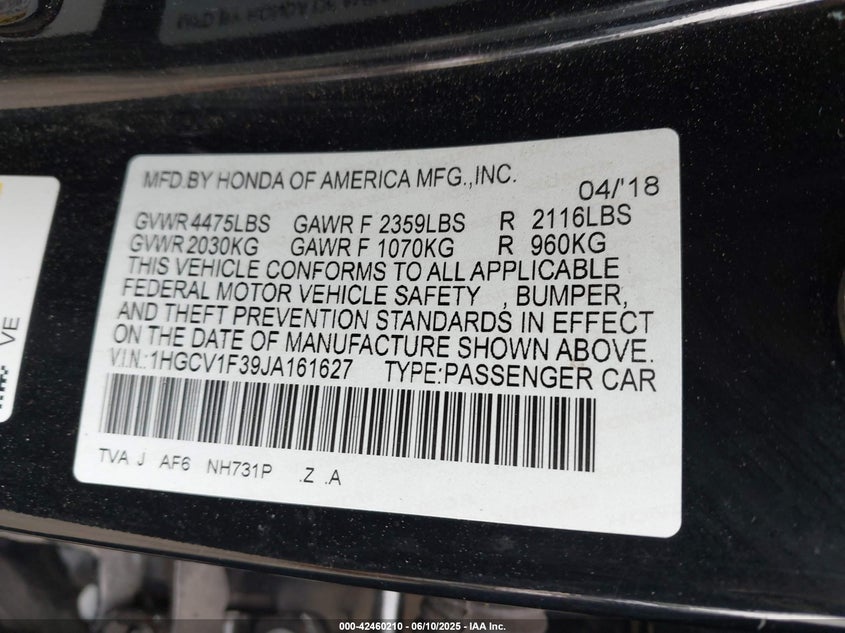 MFD.BY HONDA OF AMERICA MFG.,INC. 04/'18
GVWR 4475LBS GAWR F 2359LBS R 2116LBS
GVWR 2030KG GAWR F 1070KG R 960KG
THIS VEHICLE CONFORMS TO ALL APPLICABLE
FEDERAL MOTOR VEHICLE SAFETY , BUMPER,
AND THEFT PREVENTION STANDARDS IN EFFECT
ON THE DATE OF MANUFACTURE SHOWN ABOVE.
V.I.N.:1HGCV1F39JA161627 TYPE:PASSENGER CAR
TVA J AF6 NH731P .Z .A
VE
000-42460210 - 06/10/2025 - IAA Inc.